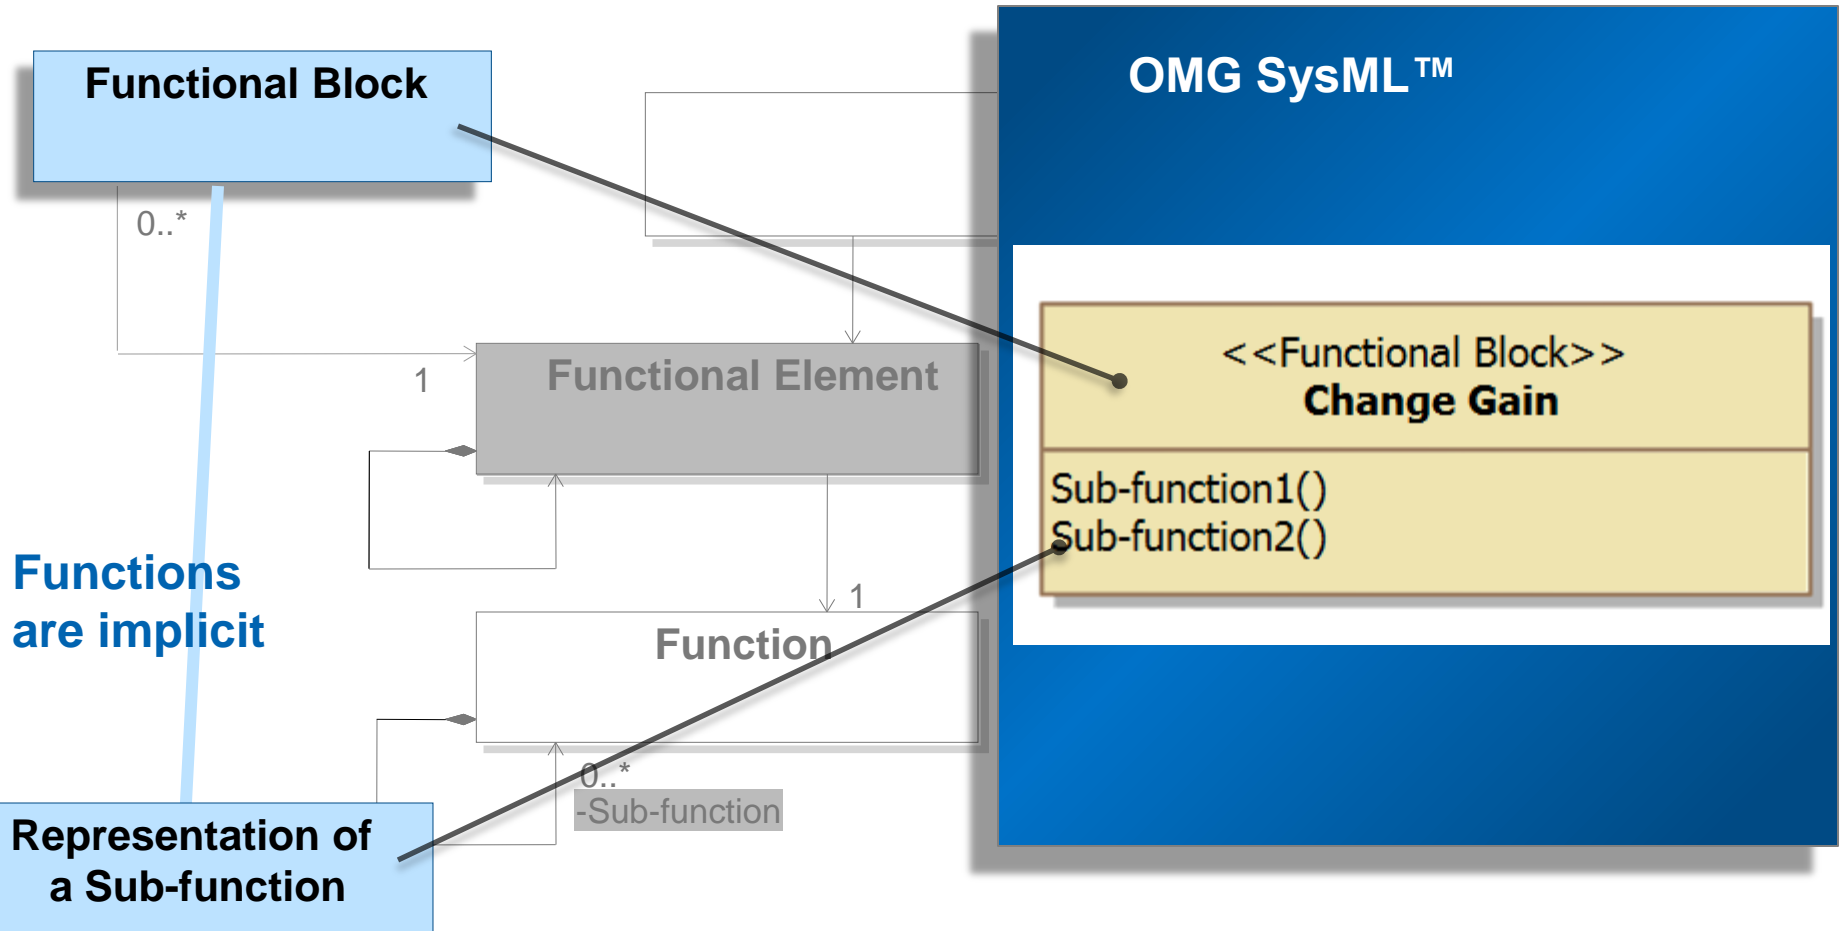 Functional Block
OMG SysML™
0..*
1
Functional Element
<<Functional Block>>
Change Gain
Sub-function1()
Sub-function2()
Functions
are implicit
1
Function
0..*
-Sub-function
Representation of
a Sub-function